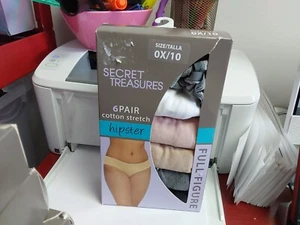 SIZE/TALLA
0X/10
SECRET
TREASURES
6PAIR
cotton stretch
hipster
FULL-FIGURE